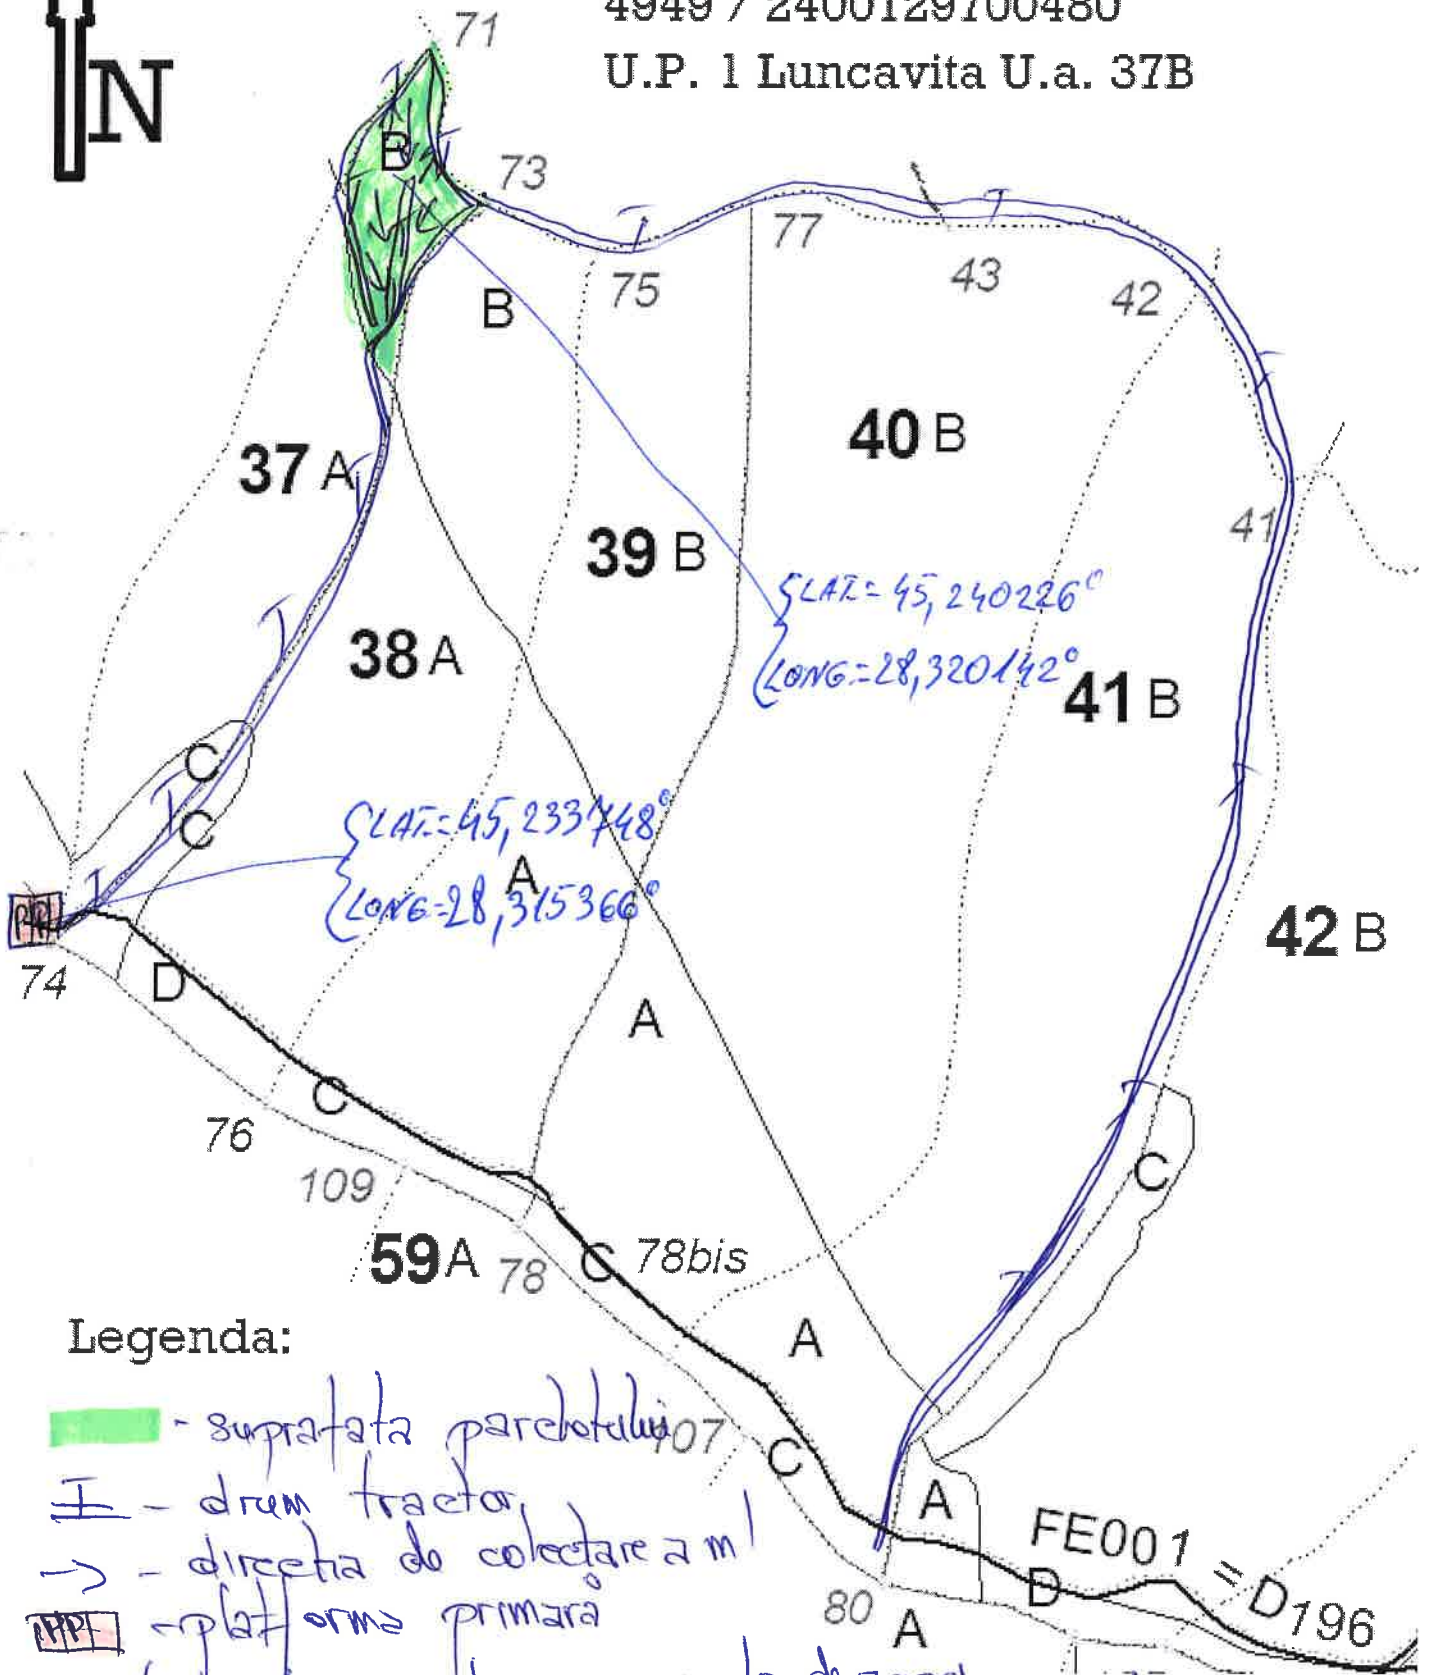 4949 / 2400129700480
U.P. 1 Luncavita U.a. 37B
N
71
B
73
75
77
43
42
B
37 A
40 B
41
39 B
LAT.= 45,240226°
LONG.=28,320142°
38 A
41 B
C
C
LAT.=45,233748°
A
LONG.=28,315366°
PP
42 B
74
D
A
C
76
109
C
59 A
78
C
78bis
A
Legenda:
- suprafata parchetului
107
C
I - drum tractor
A
FE001 = D196
-> - directia de colectare a m
D
80
PP - platforma primară
A